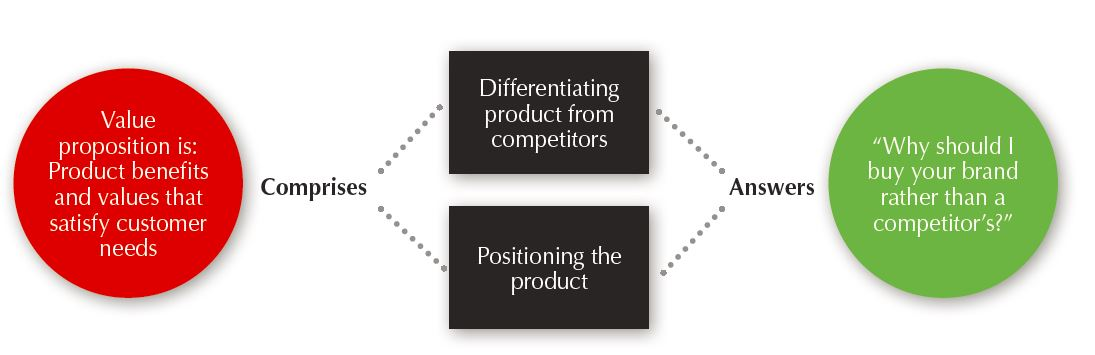 Value
proposition is:
Product benefits
and values that
satisfy customer
needs
Comprises
Differentiating
product from
competitors
Positioning the
product
Answers
“Why should I
buy your brand
rather than a
competitor’s?”